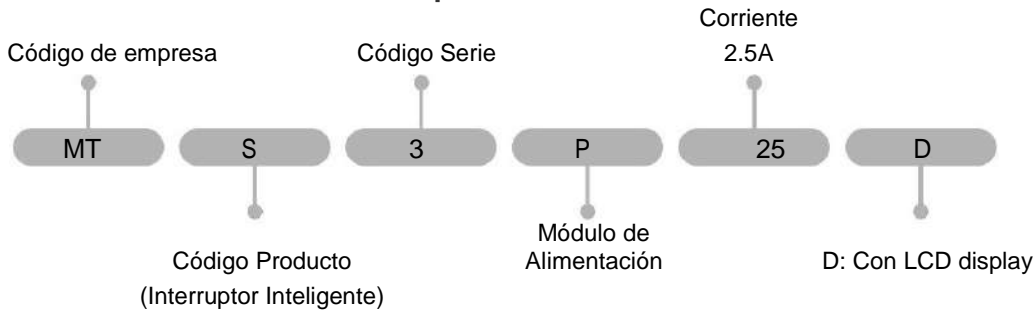 Corriente
Código de empresa
Código Serie
2.5A
MT
S
3
P
25
D
Módulo de
Alimentación
Código Producto
(Interruptor Inteligente)
D: Con LCD display